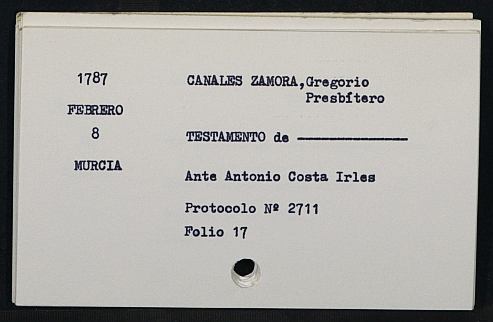 1787
FEBRERO
8
MURCIA
CANALES ZAMORA, Gregorio
Presbítero
TESTAMENTO de ———————
Ante Antonio Costa Irles
Protocolo Nº 2711
Folio 17